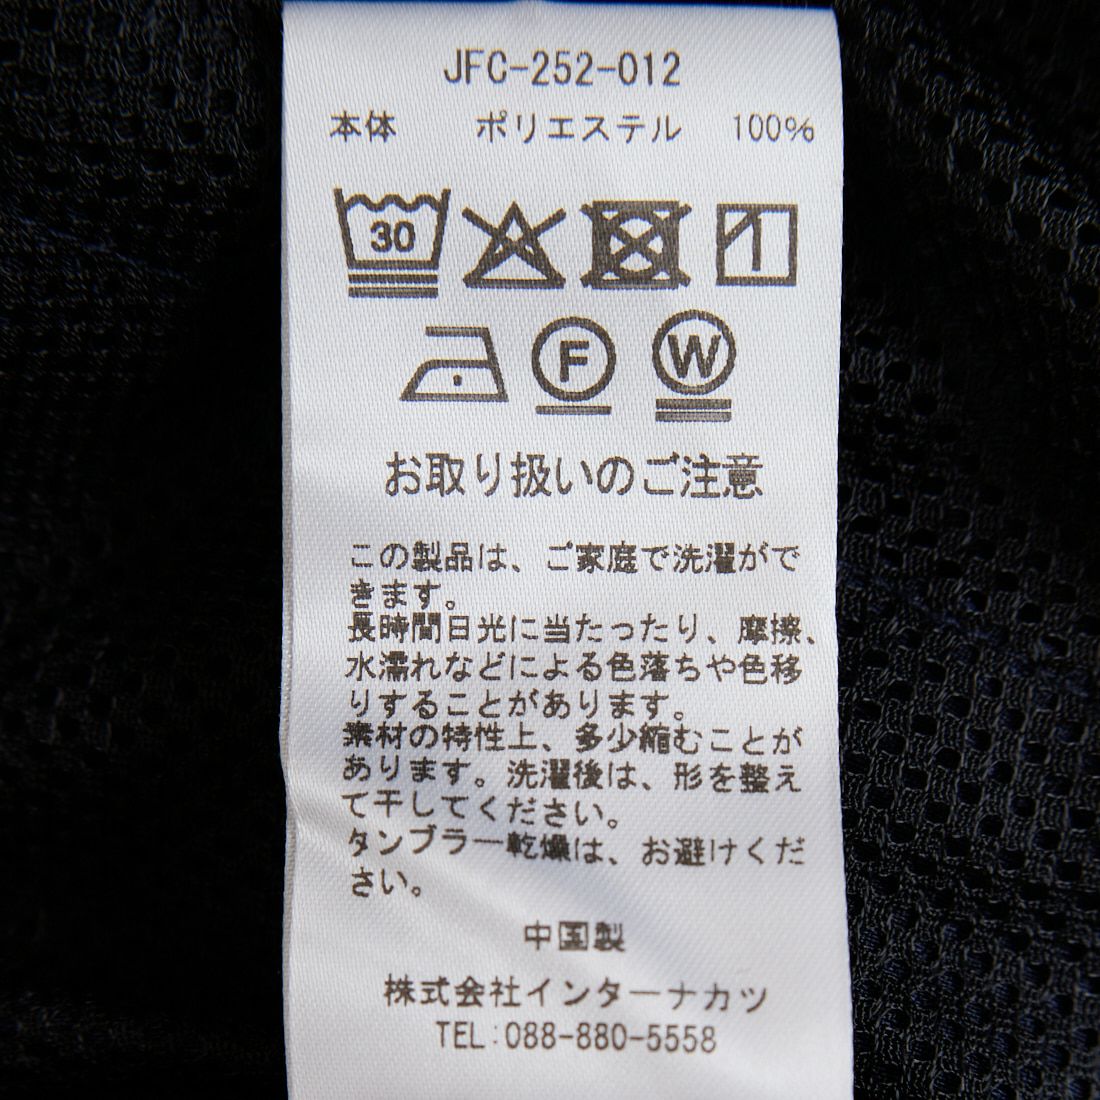 JFC-252-012
本体 ポリエステル 100%
30
F W
お取り扱いのご注意
この製品は、ご家庭で洗濯がで
きます。
長時間日光に当たったり、摩擦、
水濡れなどによる色落ちや色移
りすることがあります。
素材の特性上、多少縮むことが
あります。洗濯後は、形を整え
て干してください。
タンブラー乾燥は、お避けくだ
さい。
中国製
株式会社インターナカツ
TEL:088-880-5558